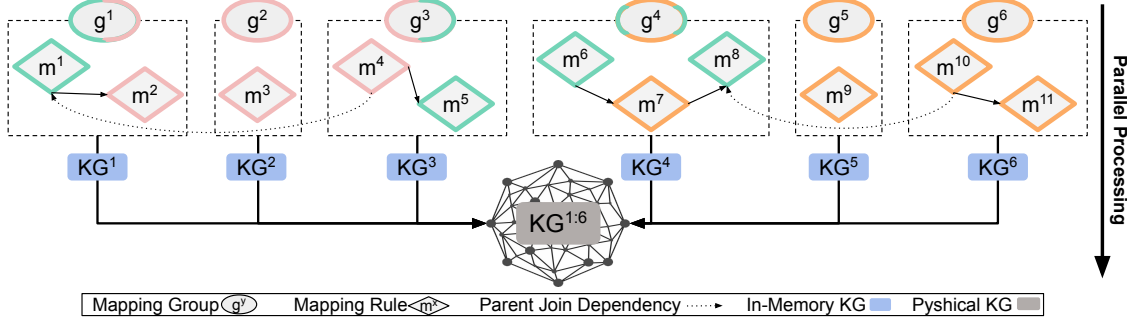 g¹ g² g³ g⁴ g⁵ g⁶
m¹ m² m³ m⁴ m⁵ m⁶ m⁷ m⁸ m⁹ m¹⁰ m¹¹
KG¹ KG² KG³ KG⁴ KG⁵ KG⁶
KG¹:⁶
Parallel Processing
Mapping Group gʸ Mapping Rule mˣ Parent Join Dependency In-Memory KG Pyshical KG